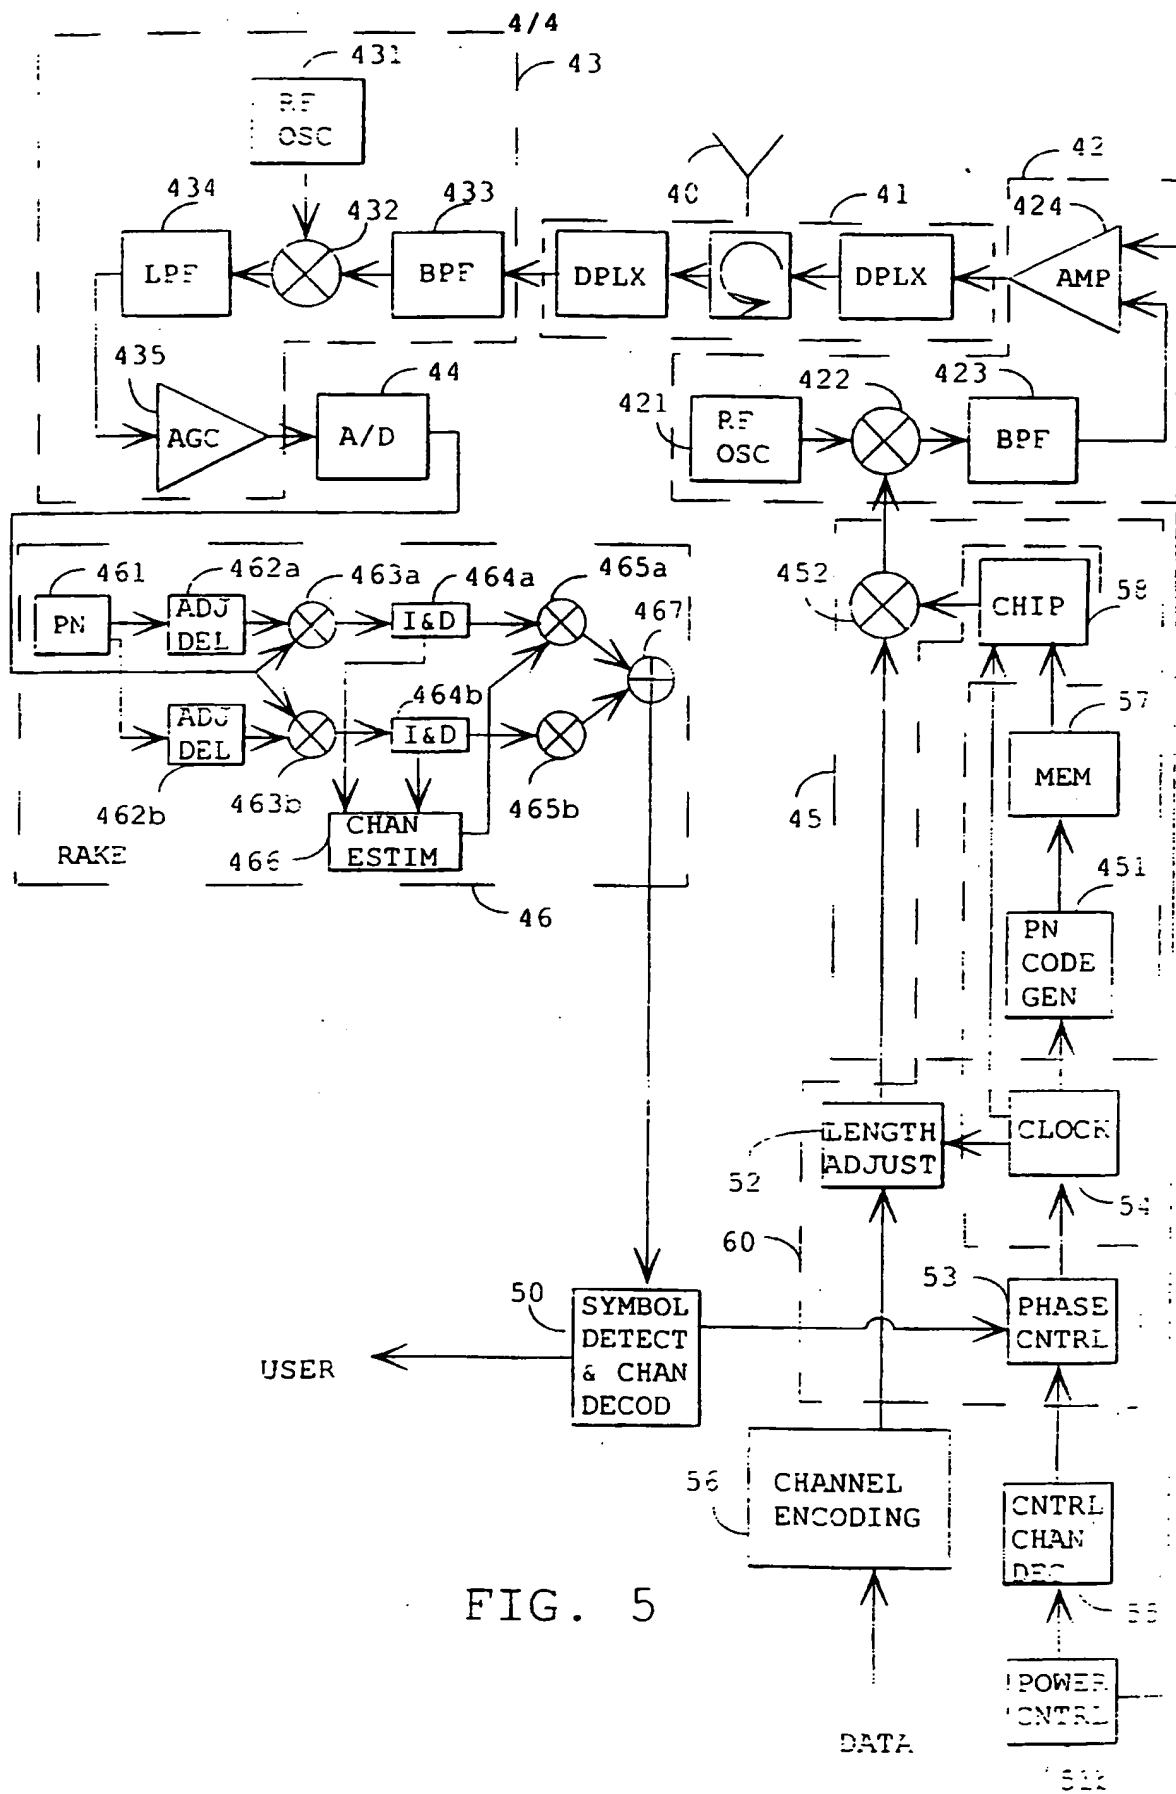 4/4
431
43
RF
OSC
42
434
432
433
40
41
424
LPF
BPF
DPLX
DPLX
AMP
435
44
422
423
421
RF
OSC
BPF
AGC
A/D
461
462a
463a
464a
465a
452
467
CHIP
58
PN
ADJ
DEL
I&D
464b
ADJ
DEL
I&D
57
MEM
462b
463b
465b
45
CHAN
ESTIM
RAKE
466
46
451
PN
CODE
GEN
LENGTH
ADJUST
CLOCK
52
54
60
53
50
SYMBOL
DETECT
& CHAN
DECOD
PHASE
CNTRL
USER
56
CHANNEL
ENCODING
CNTRL
CHAN
DEC
FIG. 5
POWER
CNTRL
DATA